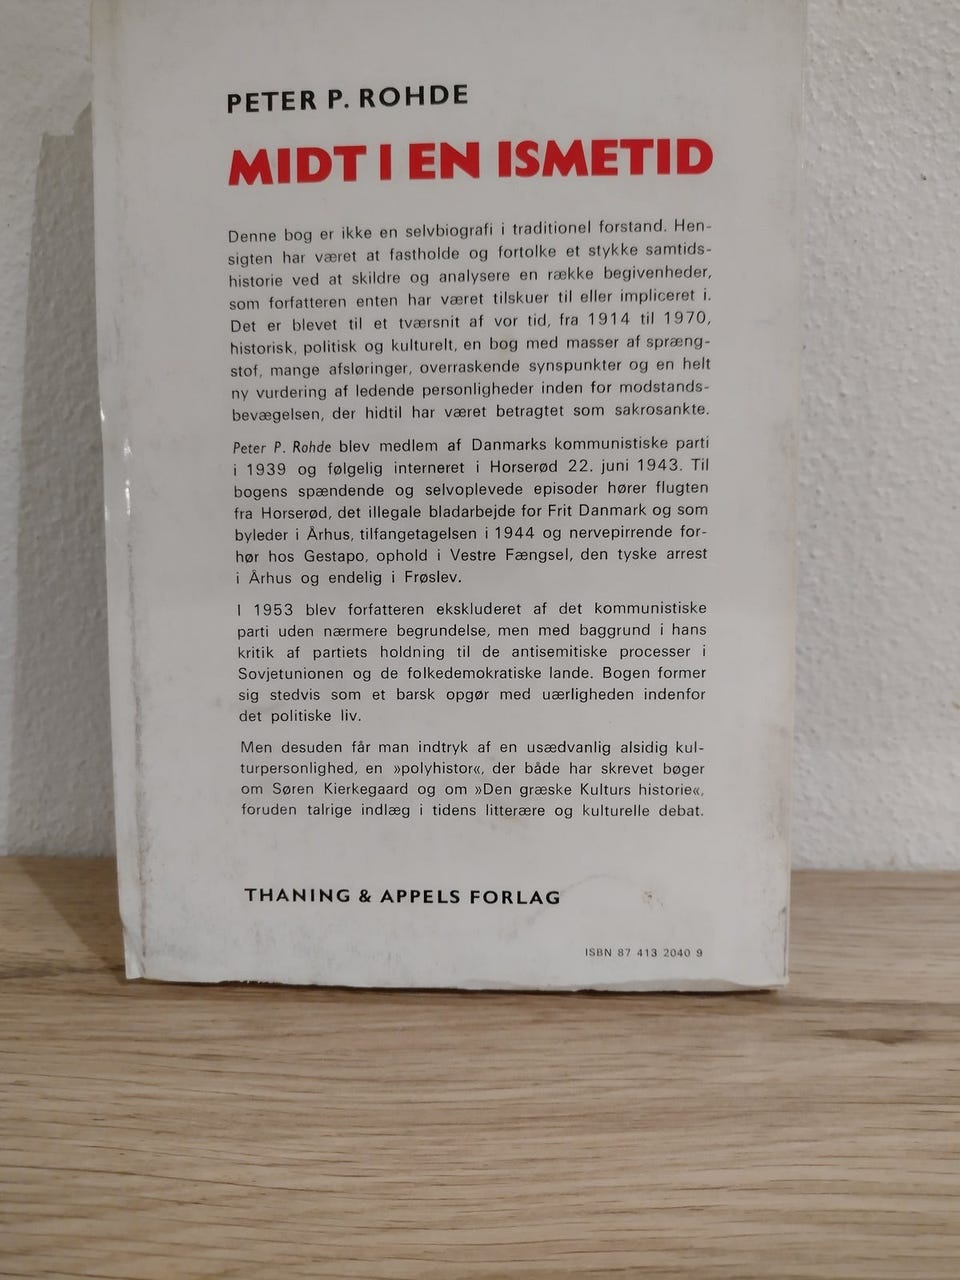 PETER P. ROHDE
MIDT I EN ISMETID
Denne bog er ikke en selvbiografi i traditionel forstand. Hen-
sigten har været at fastholde og fortolke et stykke samtids-
historie ved at skildre og analysere en række begivenheder,
som forfatteren enten har været tilskuer til eller impliceret i.
Det er blevet til et tværsnit af vor tid, fra 1914 til 1970,
historisk, politisk og kulturelt, en bog med masser af spræng-
stof, mange afsløringer, overraskende synspunkter og en helt
ny vurdering af ledende personligheder inden for modstands-
bevægelsen, der hidtil har været betragtet som sakrosankte.
Peter P. Rohde blev medlem af Danmarks kommunistiske parti
i 1939 og følgelig interneret i Horserød 22. juni 1943. Til
bogens spændende og selvoplevede episoder hører flugten
fra Horserød, det illegale bladarbejde for Frit Danmark og som
byleder i Århus, tilfangetagelsen i 1944 og nervepirrende for-
hør hos Gestapo, ophold i Vestre Fængsel, den tyske arrest
i Århus og endelig i Frøslev.
I 1953 blev forfatteren ekskluderet af det kommunistiske
parti uden nærmere begrundelse, men med baggrund i hans
kritik af partiets holdning til de antisemitiske processer i
Sovjetunionen og de folkedemokratiske lande. Bogen former
sig stedvis som et barsk opgør med uærligheden indenfor
det politiske liv.
Men desuden får man indtryk af en usædvanlig alsidig kul-
turpersonlighed, en »polyhistor«, der både har skrevet bøger
om Søren Kierkegaard og om »Den græske Kulturs historie«,
foruden talrige indlæg i tidens litterære og kulturelle debat.
THANING & APPELS FORLAG
ISBN 87 413 2040 9